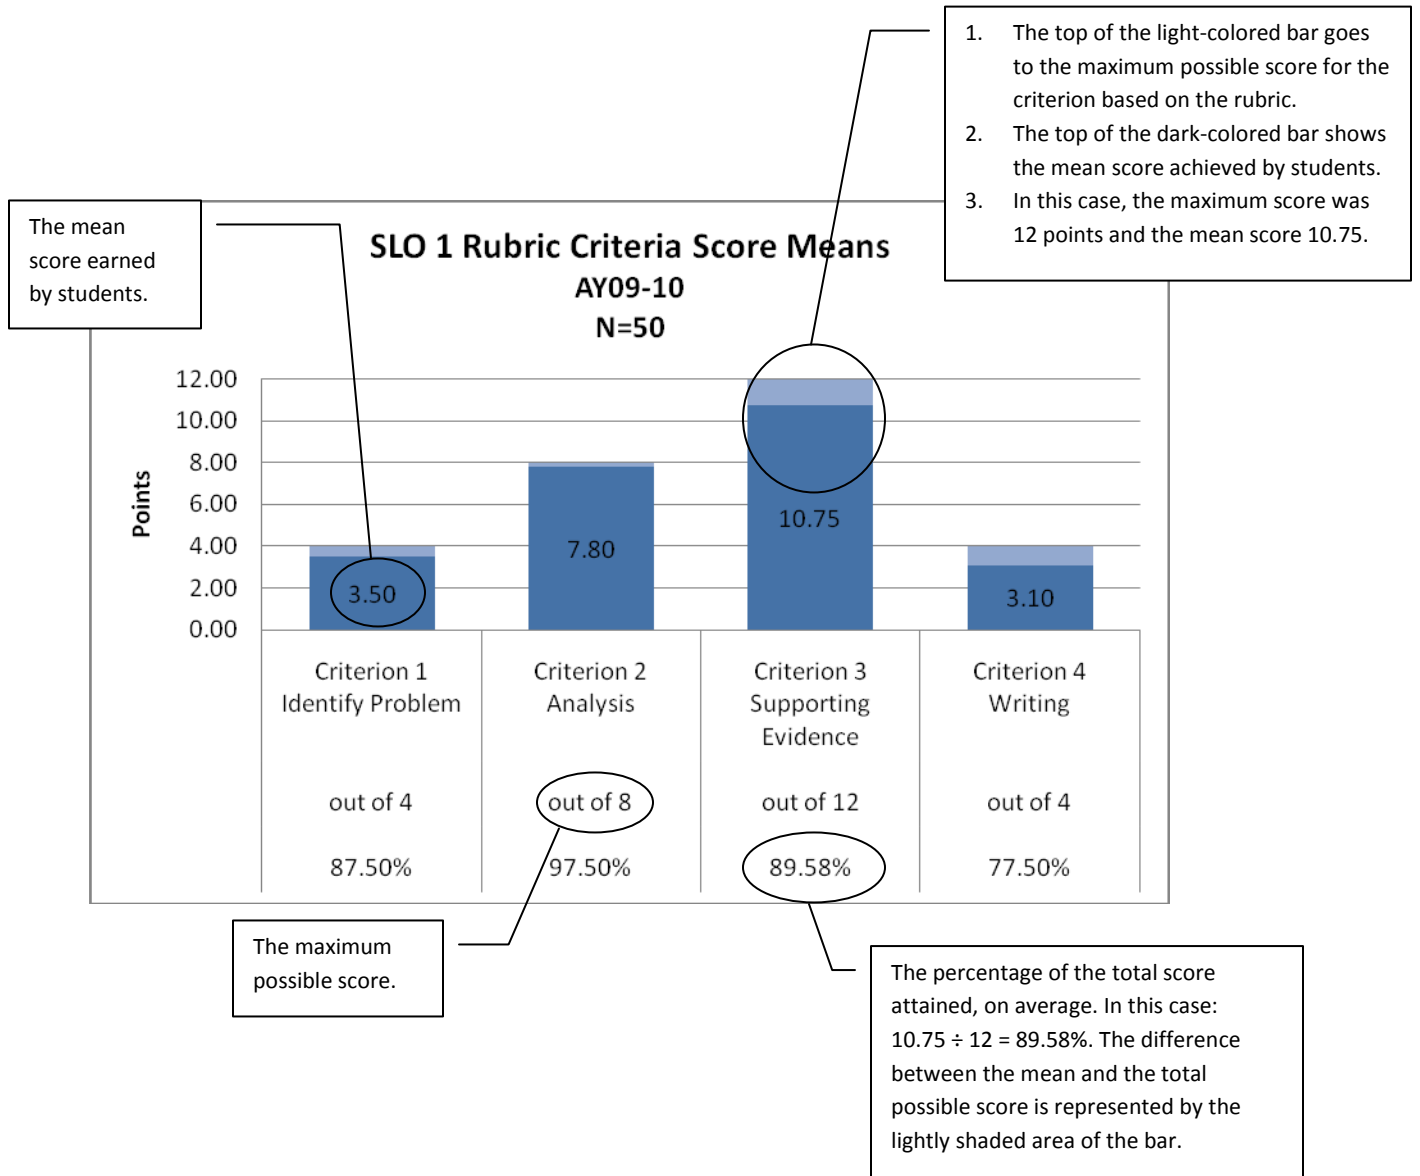 1. The top of the light-colored bar goes
to the maximum possible score for the
criterion based on the rubric.
2. The top of the dark-colored bar shows
the mean score achieved by students.
3. In this case, the maximum score was
12 points and the mean score 10.75.
The mean
score earned
by students.
SLO 1 Rubric Criteria Score Means
AY09-10
N=50
Points
12.00
10.00
8.00
6.00
4.00
2.00
0.00
3.50
7.80
10.75
3.10
Criterion 1
Identify Problem
out of 4
87.50%
Criterion 2
Analysis
out of 8
97.50%
Criterion 3
Supporting
Evidence
out of 12
89.58%
Criterion 4
Writing
out of 4
77.50%
The maximum
possible score.
The percentage of the total score
attained, on average. In this case:
10.75 ÷ 12 = 89.58%. The difference
between the mean and the total
possible score is represented by the
lightly shaded area of the bar.